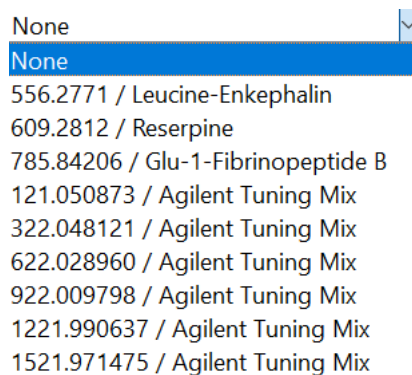 None
None
556.2771 / Leucine-Enkephalin
609.2812 / Reserpine
785.84206 / Glu-1-Fibrinopeptide B
121.050873 / Agilent Tuning Mix
322.048121 / Agilent Tuning Mix
622.028960 / Agilent Tuning Mix
922.009798 / Agilent Tuning Mix
1221.990637 / Agilent Tuning Mix
1521.971475 / Agilent Tuning Mix